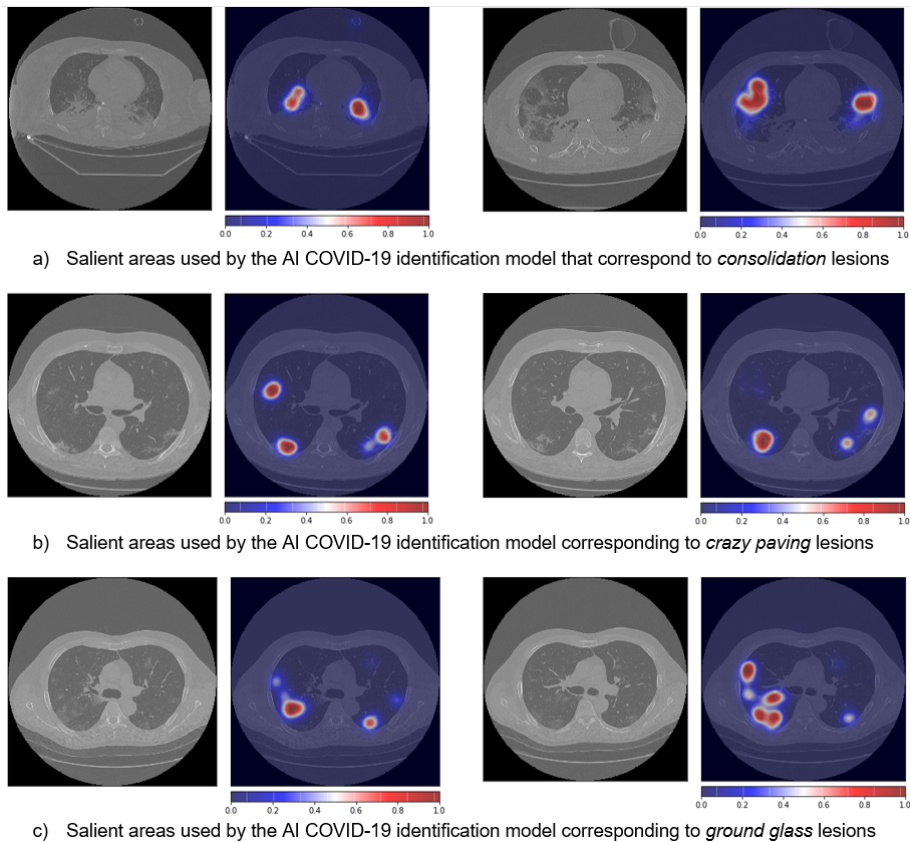 0.0 0.2 0.4 0.6 0.8 1.0
0.0 0.2 0.4 0.6 0.8 1.0
a) Salient areas used by the AI COVID-19 identification model that correspond to consolidation lesions
0.0 0.2 0.4 0.6 0.8 1.0
0.0 0.2 0.4 0.6 0.8 1.0
b) Salient areas used by the AI COVID-19 identification model corresponding to crazy paving lesions
0.0 0.2 0.4 0.6 0.8 1.0
0.0 0.2 0.4 0.6 0.8 1.0
c) Salient areas used by the AI COVID-19 identification model corresponding to ground glass lesions